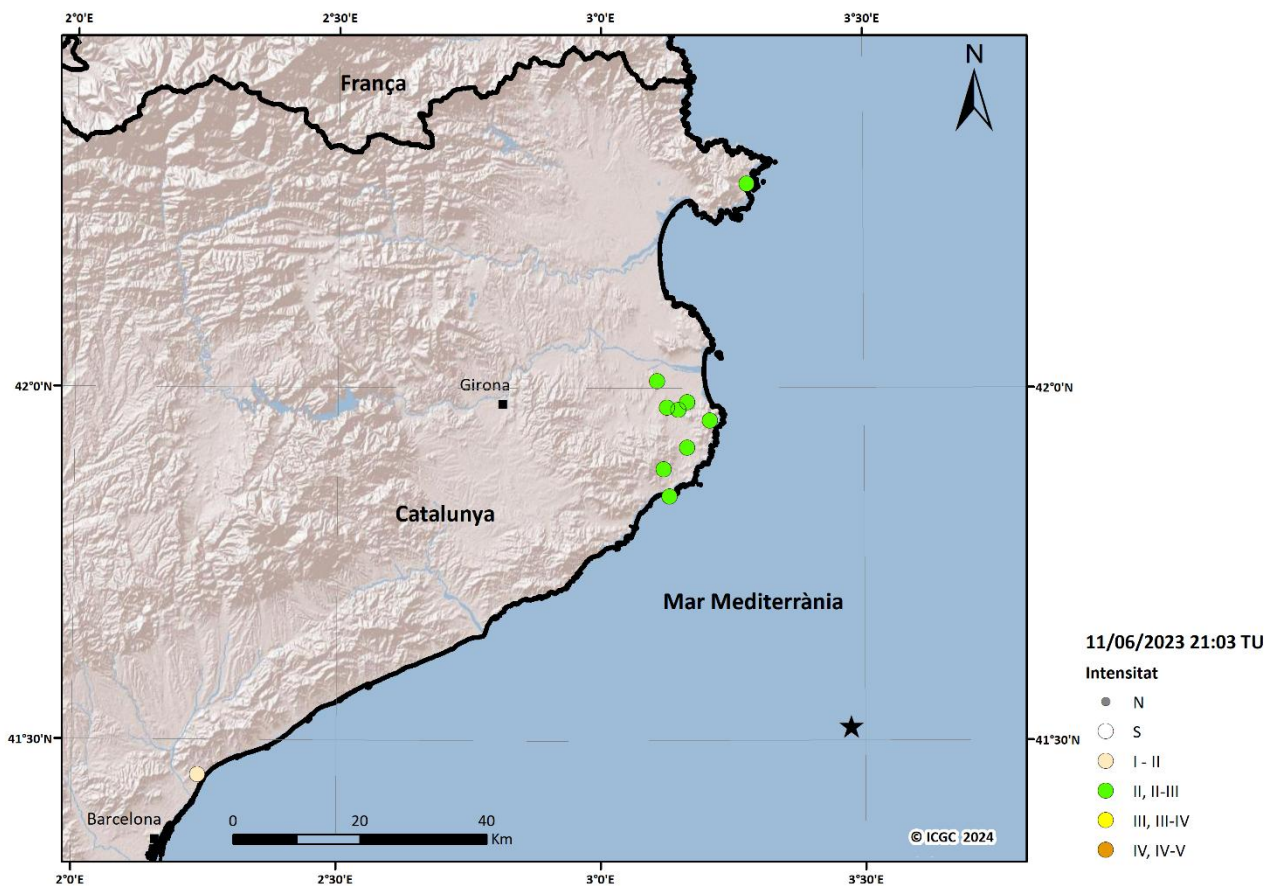 2°0'E 2°30'E 3°0'E 3°30'E
N
França
42°0'N 42°0'N
Girona
Catalunya
Mar Mediterrània
11/06/2023 21:03 TU
Intensitat
N
S
I - II
II, II-III
III, III-IV
IV, IV-V
41°30'N 41°30'N
Barcelona
0 20 40
Km
© ICGC 2024
2°0'E 2°30'E 3°0'E 3°30'E